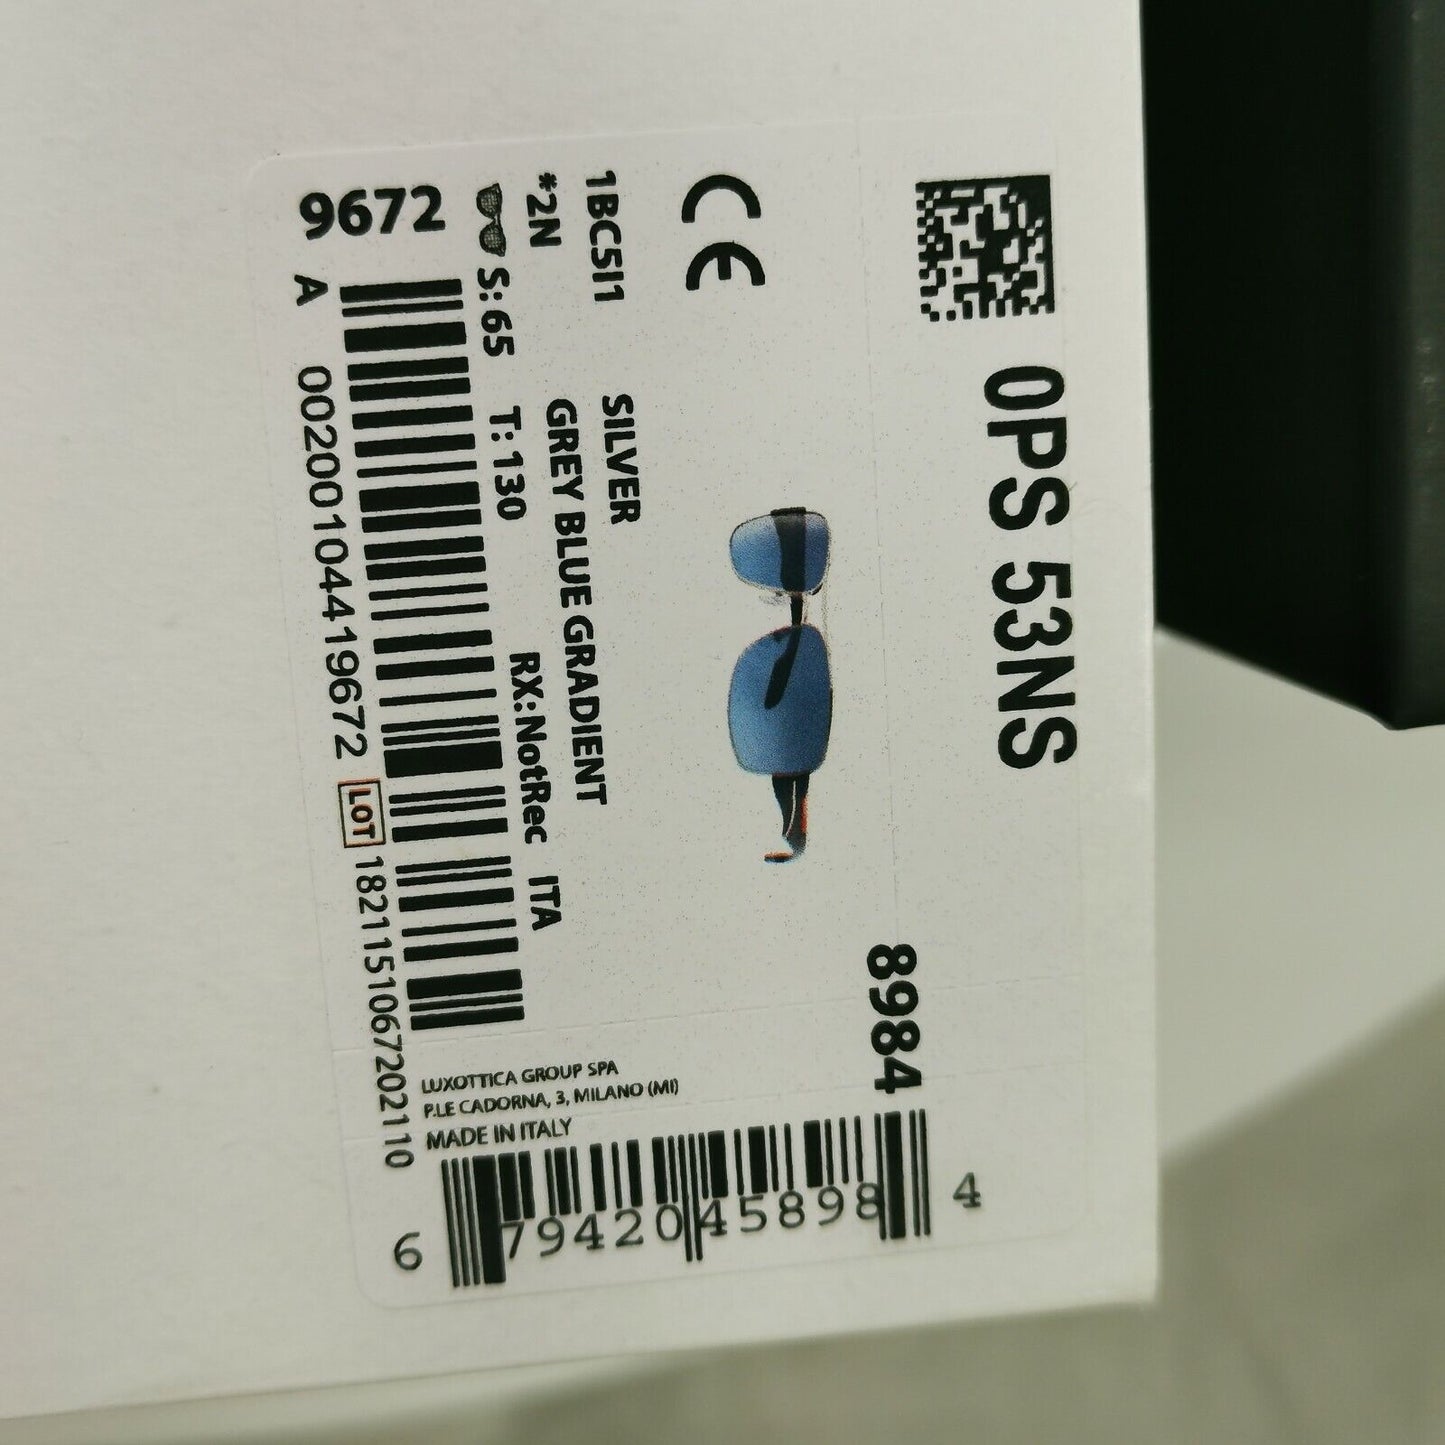 0PS 53NS
8984
CE
1BC5I1 SILVER
*2N GREY BLUE GRADIENT
S: 65 T: 130 RX:NotRec ITA
9672
A 00200104419672 LOT 1821151067202110
LUXOTTICA GROUP SPA
P.LE CADORNA, 3, MILANO (MI)
MADE IN ITALY
6 79420 45898 4